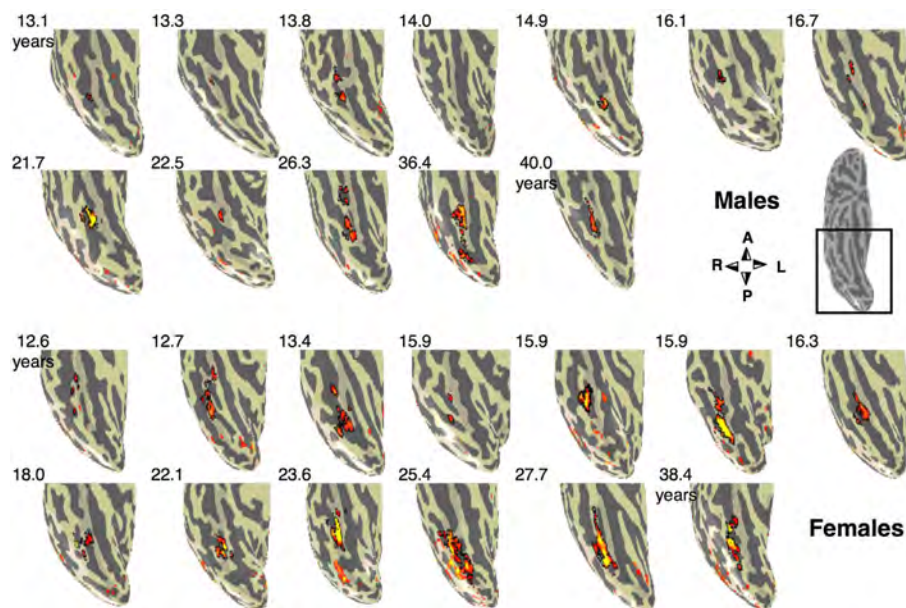 13.1 13.3 13.8 14.0 14.9 16.1 16.7
years
21.7 22.5 26.3 36.4 40.0
years
Males
A
R L
P
12.6 12.7 13.4 15.9 15.9 15.9 16.3
years
18.0 22.1 23.6 25.4 27.7 38.4
years
Females